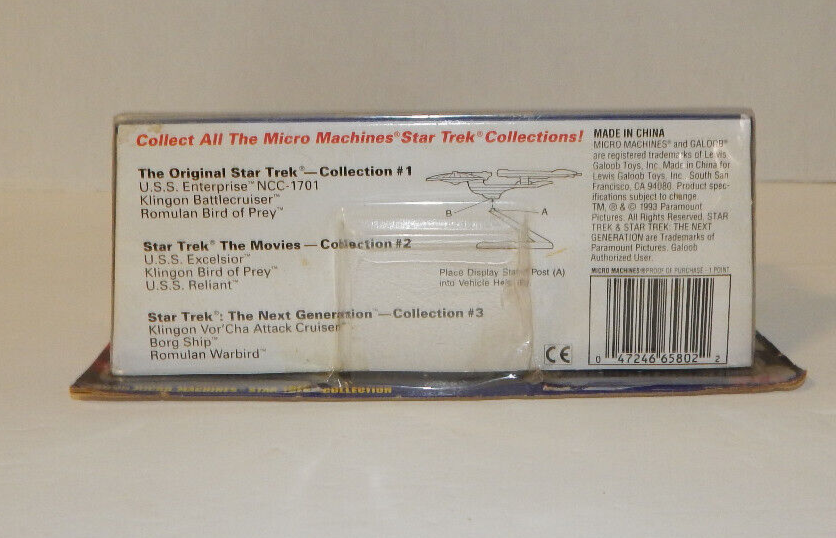 Collect All The Micro Machines® Star Trek® Collections!
The Original Star Trek®—Collection #1
U.S.S. Enterprise™ NCC-1701
Klingon Battlecruiser™
Romulan Bird of Prey™
B
A
Star Trek® The Movies—Collection #2
U.S.S. Excelsior™
Klingon Bird of Prey™
U.S.S. Reliant™
Place Display Stand Post (A)
into Vehicle Hole (B)
Star Trek®: The Next Generation™—Collection #3
Klingon Vor'Cha Attack Cruiser™
Borg Ship™
Romulan Warbird™
CE
MADE IN CHINA
MICRO MACHINES® and GALOOB®
are registered trademarks of Lewis
Galoob Toys, Inc. Made in China for
Lewis Galoob Toys, Inc. South San
Francisco, CA 94080. Product spec-
ifications subject to change.
TM, ® & © 1993 Paramount
Pictures. All Rights Reserved. STAR
TREK & STAR TREK: THE NEXT
GENERATION are Trademarks of
Paramount Pictures. Galoob
Authorized User.
MICRO MACHINES® PROOF OF PURCHASE - 1 POINT
0 47246 65802 2
MICRO MACHINES® STAR TREK® COLLECTION